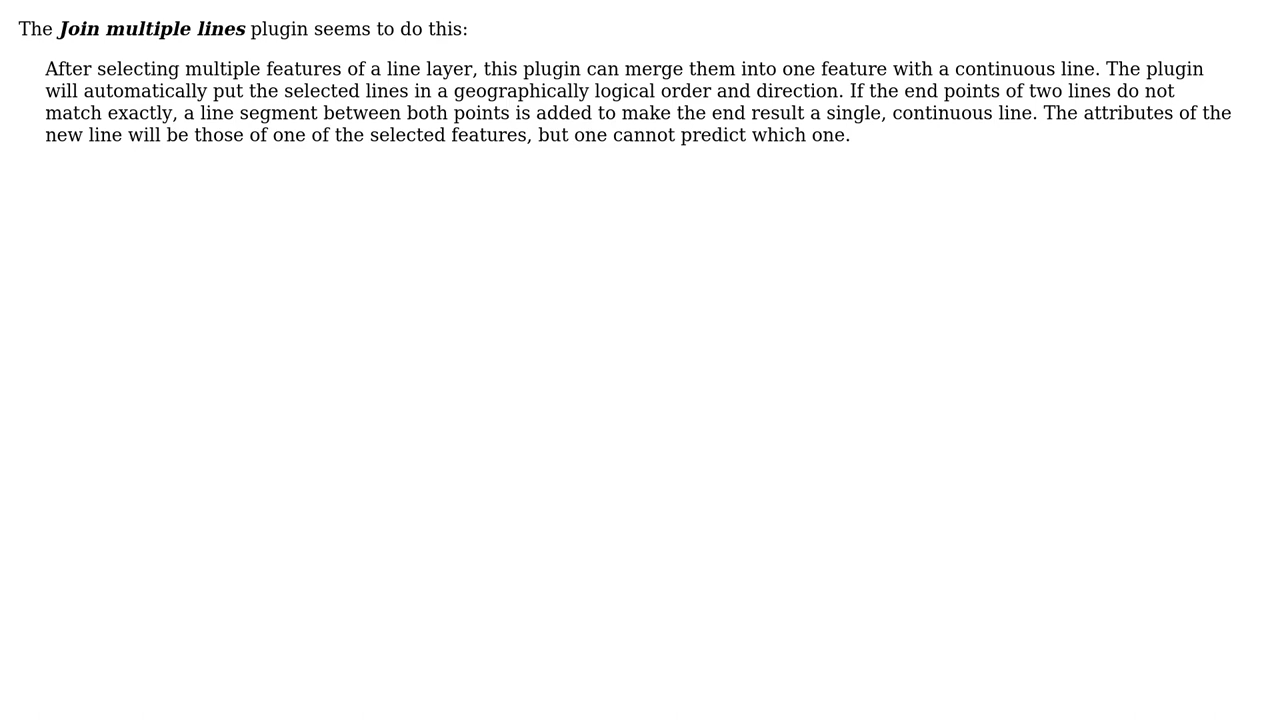 The Join multiple lines plugin seems to do this:
After selecting multiple features of a line layer, this plugin can merge them into one feature with a continuous line. The plugin
will automatically put the selected lines in a geographically logical order and direction. If the end points of two lines do not
match exactly, a line segment between both points is added to make the end result a single, continuous line. The attributes of the
new line will be those of one of the selected features, but one cannot predict which one.